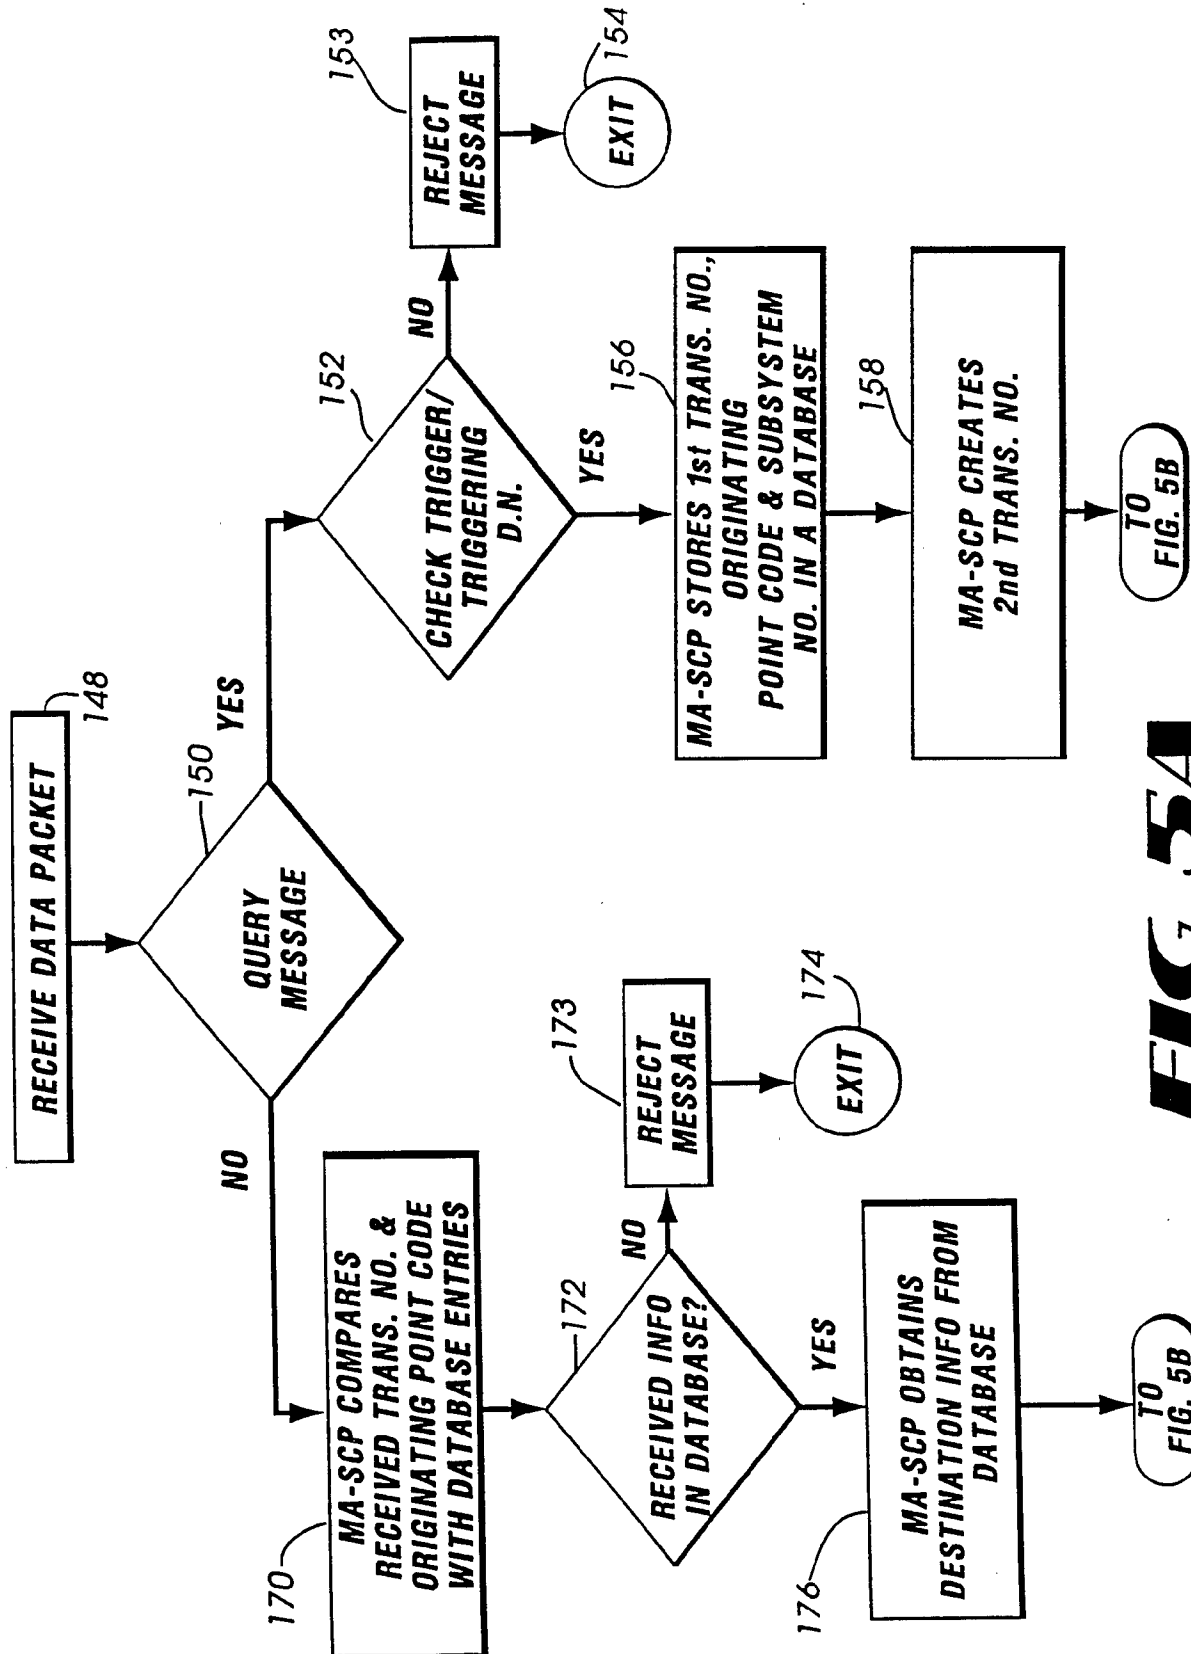 RECEIVE DATA PACKET
148
QUERY
MESSAGE
150
YES
NO
CHECK TRIGGER/
TRIGGERING
D.N.
152
NO
REJECT
MESSAGE
153
EXIT
154
YES
MA-SCP STORES 1st TRANS. NO.,
ORIGINATING
POINT CODE & SUBSYSTEM
NO. IN A DATABASE
156
MA-SCP CREATES
2nd TRANS. NO.
158
TO
FIG. 5B
MA-SCP COMPARES
RECEIVED TRANS. NO. &
ORIGINATING POINT CODE
WITH DATABASE ENTRIES
170
RECEIVED INFO
IN DATABASE?
172
NO
REJECT
MESSAGE
173
EXIT
174
YES
MA-SCP OBTAINS
DESTINATION INFO FROM
DATABASE
176
TO
FIG. 5B
FIG. 5A